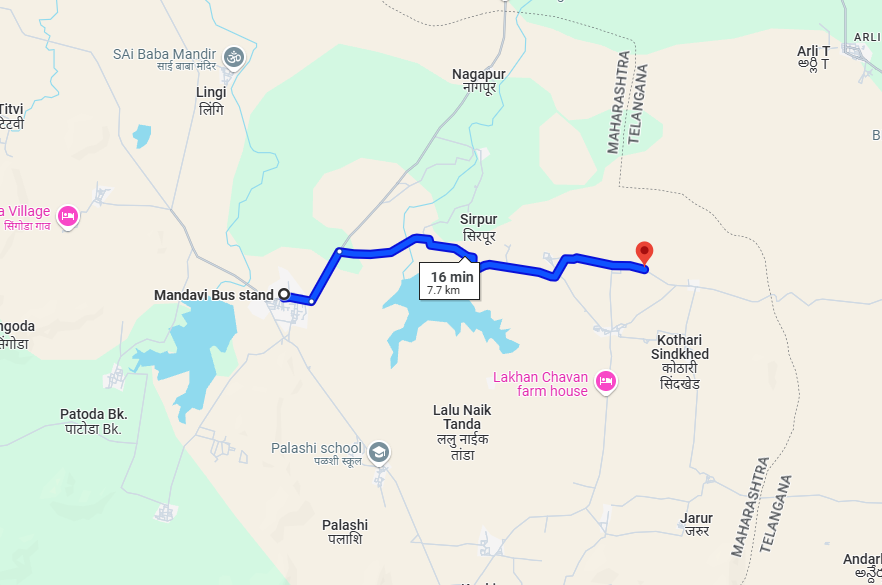 SAi Baba Mandir
साई बाबा मंदिर
Lingi
लिंगि
Nagapur
नागपूर
MAHARASHTRA
TELANGANA
Arli T
ARLI
B
Titvi
टिटवी
a Village
सिंगोडा गाव
Sirpur
सिरपूर
16 min
7.7 km
Mandavi Bus stand
ngoda
सिंगोडा
Kothari
Sindkhed
कोठारी
सिंदखेड
Lakhan Chavan
farm house
Patoda Bk.
पाटोडा Bk.
Lalu Naik
Tanda
ललु नाईक
तांडा
Palashi school
पळशी स्कूल
Palashi
पलाशि
Jarur
जरुर
MAHARASHTRA
TELANGANA
Andarl